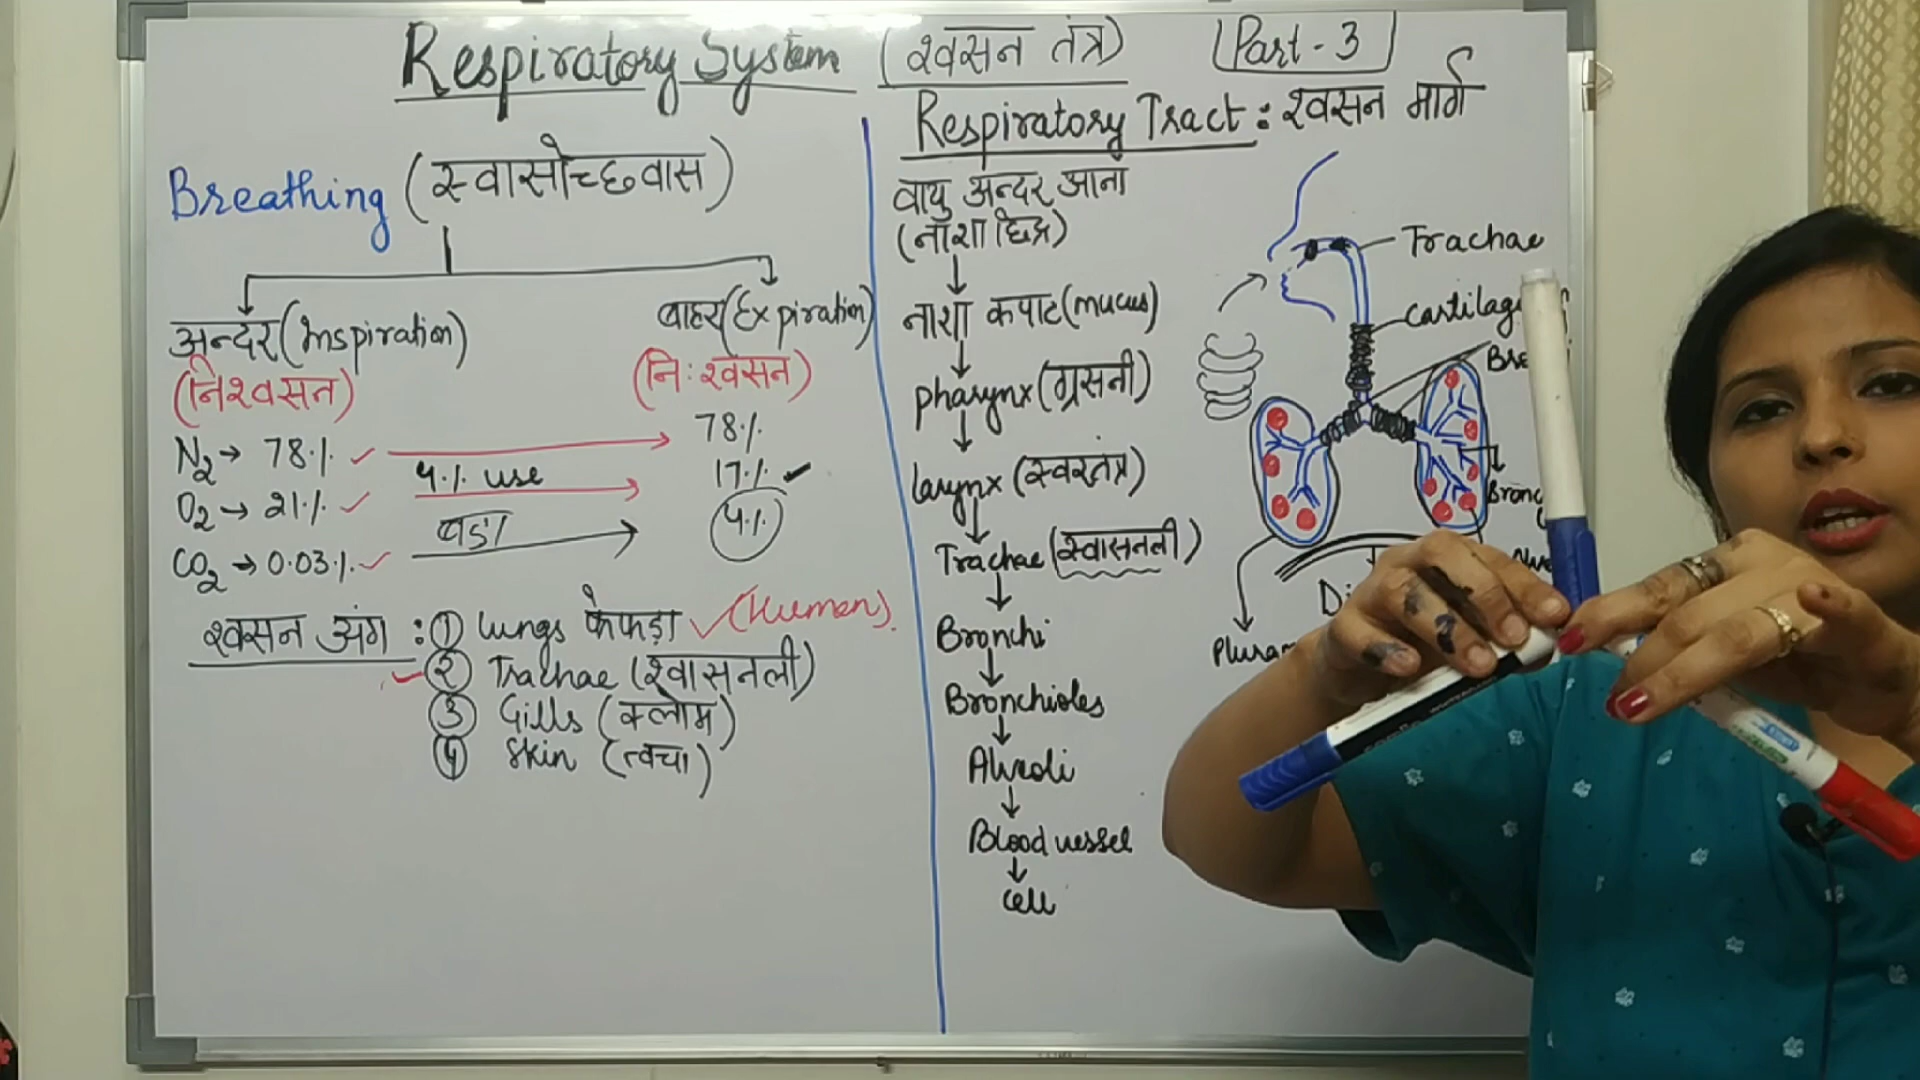 Respiratory System (श्वसन तंत्र)
Part - 3
Breathing (स्वासोच्छवास)
अन्दर (Inspiration)
बाहर (Expiration)
(निश्वसन)
(नि: श्वसन)
N2 → 78%
78%
O2 → 21%
4% use
17%
CO2 → 0.03%
बड़ा
4%
श्वसन अंग : ① lungs फेफड़ा (Human).
② Trachae (श्वासनली)
③ Gills (क्लोम)
④ Skin (त्वचा)
Respiratory Tract : श्वसन मार्ग
वायु अन्दर आना
(नाशा छिद्र)
नाशा कपाट (mucus)
pharynx (ग्रसनी)
larynx (स्वरतंत्र)
Trachae (स्वासनली)
Bronchi
Bronchioles
Alveoli
Blood vessel
Cell
Trachae